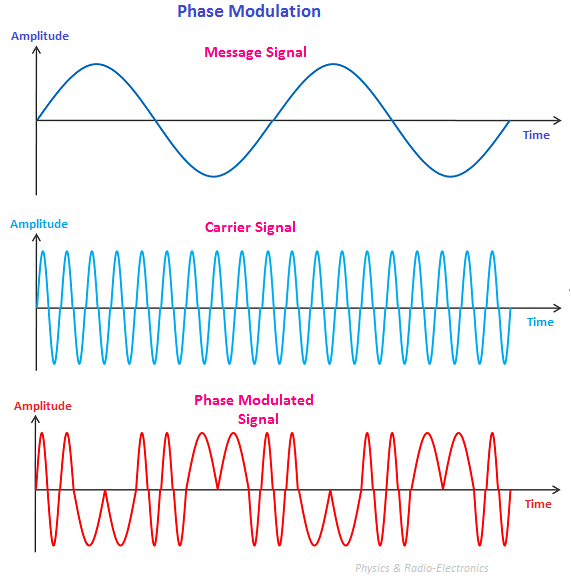 Phase Modulation
Amplitude
Message Signal
Time
Amplitude
Carrier Signal
Time
Amplitude
Phase Modulated
Signal
Time
Physics & Radio-Electronics